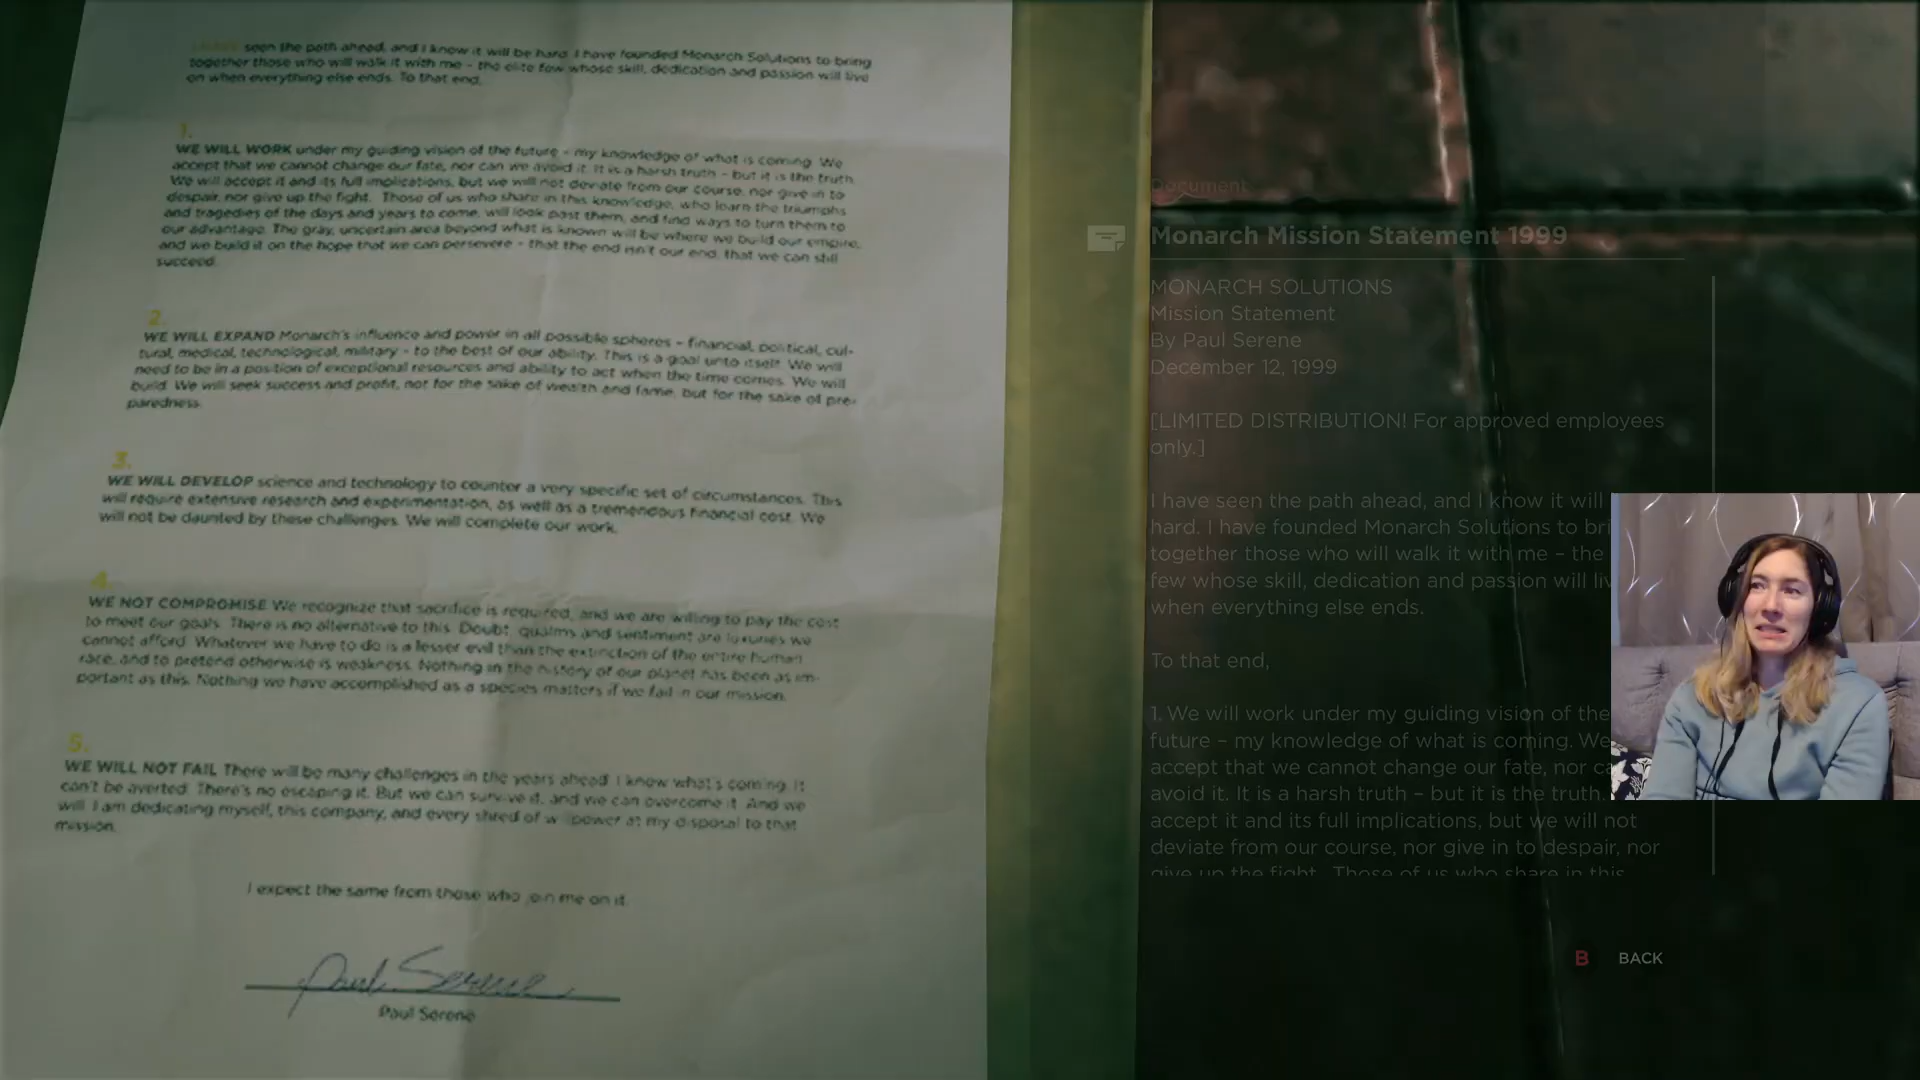 I HAVE seen the path ahead, and I know it will be hard. I have founded Monarch Solutions to bring
together those who will walk it with me – the elite few whose skill, dedication and passion will live
on when everything else ends. To that end,
1.
WE WILL WORK under my guiding vision of the future – my knowledge of what is coming. We
accept that we cannot change our fate, nor can we avoid it. It is a harsh truth – but it is the truth.
We will accept it and its full implications, but we will not deviate from our course, nor give in to
despair, nor give up the fight. Those of us who share in this knowledge, who learn the triumphs
and tragedies of the days and years to come, will look past them, and find ways to turn them to
our advantage. The gray, uncertain area beyond what is known will be where we build our empire,
and we build it on the hope that we can persevere – that the end isn't our end, that we can still
succeed.
2.
WE WILL EXPAND Monarch's influence and power in all possible spheres – financial, political, cul-
tural, medical, technological, military – to the best of our ability. This is a goal unto itself. We will
need to be in a position of exceptional resources and ability to act when the time comes. We will
build. We will seek success and profit, not for the sake of wealth and fame, but for the sake of pre-
paredness.
3.
WE WILL DEVELOP science and technology to counter a very specific set of circumstances. This
will require extensive research and experimentation, as well as a tremendous financial cost. We
will not be daunted by these challenges. We will complete our work.
4.
WE NOT COMPROMISE We recognize that sacrifice is required, and we are willing to pay the cost
to meet our goals. There is no alternative to this. Doubt, qualms and sentiment are luxuries we
cannot afford. Whatever we have to do is a lesser evil than the extinction of the entire human
race, and to pretend otherwise is weakness. Nothing in the history of our planet has been as im-
portant as this. Nothing we have accomplished as a species matters if we fail in our mission.
5.
WE WILL NOT FAIL There will be many challenges in the years ahead. I know what's coming. It
can't be averted. There's no escaping it. But we can survive it, and we can overcome it. And we
will. I am dedicating myself, this company, and every shred of willpower at my disposal to that
mission.
I expect the same from those who join me on it.
Paul Serene
Paul Serene
Document
Monarch Mission Statement 1999
MONARCH SOLUTIONS
Mission Statement
By Paul Serene
December 12, 1999
[LIMITED DISTRIBUTION! For approved employees
only.]
I have seen the path ahead, and I know it will
hard. I have founded Monarch Solutions to bri
together those who will walk it with me – the
few whose skill, dedication and passion will liv
when everything else ends.
To that end,
1. We will work under my guiding vision of the
future – my knowledge of what is coming. We
accept that we cannot change our fate, nor ca
avoid it. It is a harsh truth – but it is the truth.
accept it and its full implications, but we will not
deviate from our course, nor give in to despair, nor
give up the fight. Those of us who share in this
B BACK